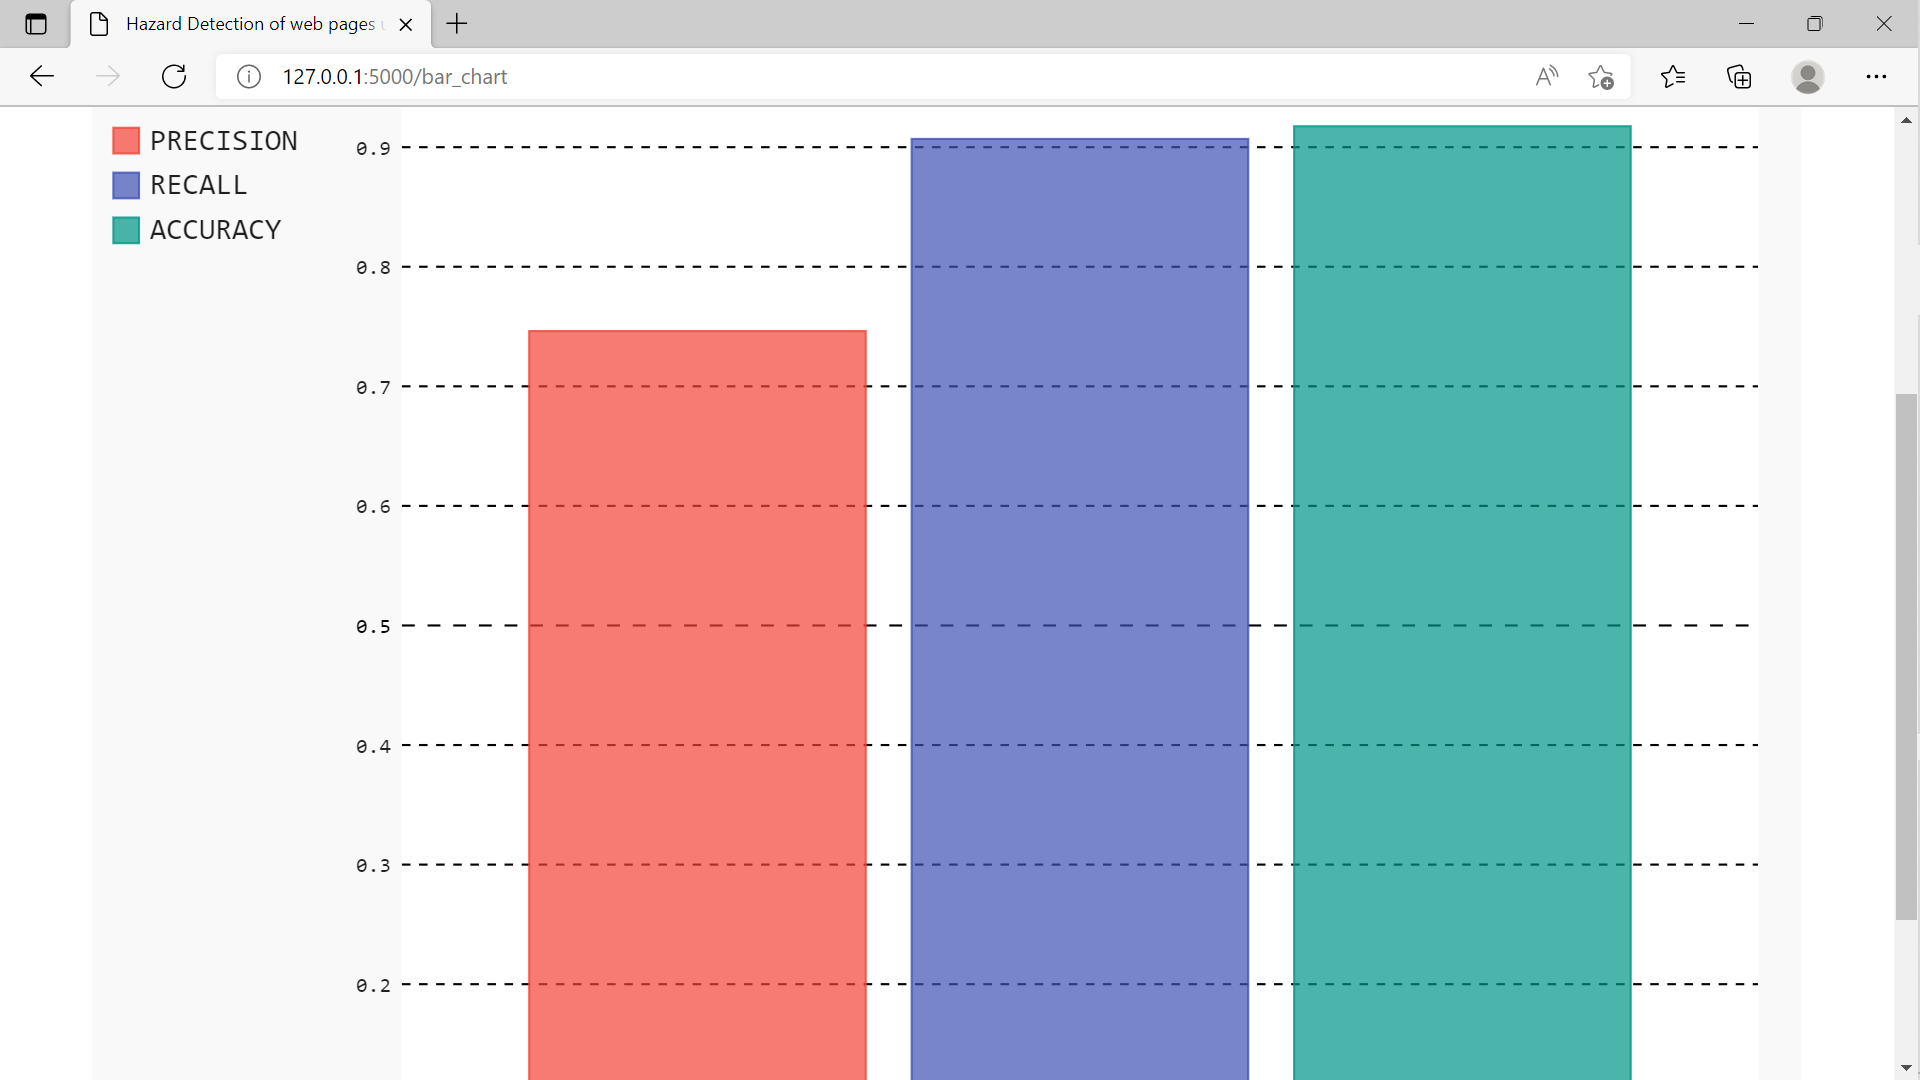 Hazard Detection of web pages
127.0.0.1:5000/bar_chart
PRECISION
RECALL
ACCURACY
0.9
0.8
0.7
0.6
0.5
0.4
0.3
0.2